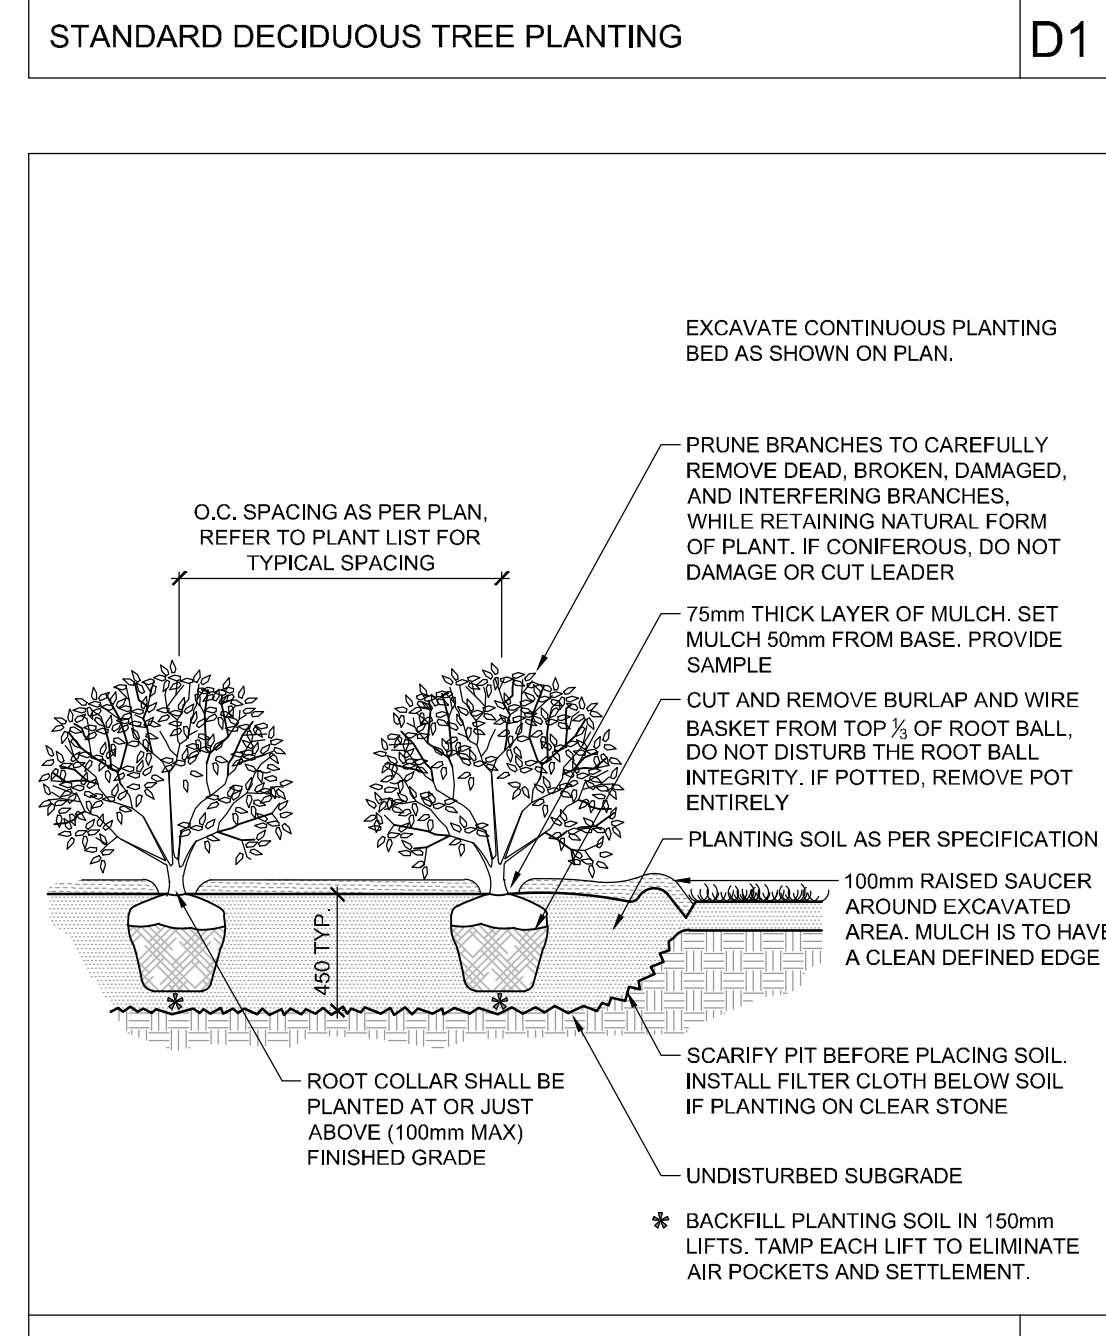 STANDARD DECIDUOUS TREE PLANTING
D1
EXCAVATE CONTINUOUS PLANTING
BED AS SHOWN ON PLAN.
PRUNE BRANCHES TO CAREFULLY
REMOVE DEAD, BROKEN, DAMAGED,
AND INTERFERING BRANCHES,
WHILE RETAINING NATURAL FORM
OF PLANT. IF CONIFEROUS, DO NOT
DAMAGE OR CUT LEADER
O.C. SPACING AS PER PLAN,
REFER TO PLANT LIST FOR
TYPICAL SPACING
75mm THICK LAYER OF MULCH. SET
MULCH 50mm FROM BASE. PROVIDE
SAMPLE
CUT AND REMOVE BURLAP AND WIRE
BASKET FROM TOP ⅓ OF ROOT BALL,
DO NOT DISTURB THE ROOT BALL
INTEGRITY. IF POTTED, REMOVE POT
ENTIRELY
PLANTING SOIL AS PER SPECIFICATION
100mm RAISED SAUCER
AROUND EXCAVATED
AREA. MULCH IS TO HAVE
A CLEAN DEFINED EDGE
450 TYP.
SCARIFY PIT BEFORE PLACING SOIL.
INSTALL FILTER CLOTH BELOW SOIL
IF PLANTING ON CLEAR STONE
ROOT COLLAR SHALL BE
PLANTED AT OR JUST
ABOVE (100mm MAX)
FINISHED GRADE
UNDISTURBED SUBGRADE
* BACKFILL PLANTING SOIL IN 150mm
LIFTS. TAMP EACH LIFT TO ELIMINATE
AIR POCKETS AND SETTLEMENT.